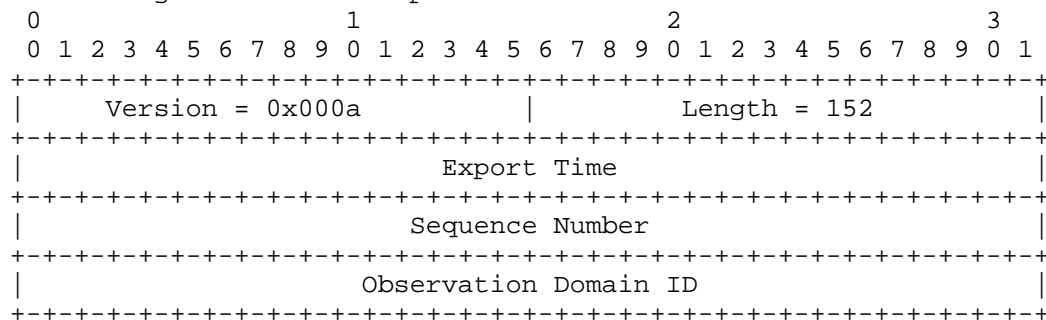 0                   1                   2                   3
0 1 2 3 4 5 6 7 8 9 0 1 2 3 4 5 6 7 8 9 0 1 2 3 4 5 6 7 8 9 0 1
+-+-+-+-+-+-+-+-+-+-+-+-+-+-+-+-+-+-+-+-+-+-+-+-+-+-+-+-+-+-+-+-+
|     Version = 0x000a          |         Length = 152          |
+-+-+-+-+-+-+-+-+-+-+-+-+-+-+-+-+-+-+-+-+-+-+-+-+-+-+-+-+-+-+-+-+
|                          Export Time                          |
+-+-+-+-+-+-+-+-+-+-+-+-+-+-+-+-+-+-+-+-+-+-+-+-+-+-+-+-+-+-+-+-+
|                        Sequence Number                        |
+-+-+-+-+-+-+-+-+-+-+-+-+-+-+-+-+-+-+-+-+-+-+-+-+-+-+-+-+-+-+-+-+
|                     Observation Domain ID                     |
+-+-+-+-+-+-+-+-+-+-+-+-+-+-+-+-+-+-+-+-+-+-+-+-+-+-+-+-+-+-+-+-+